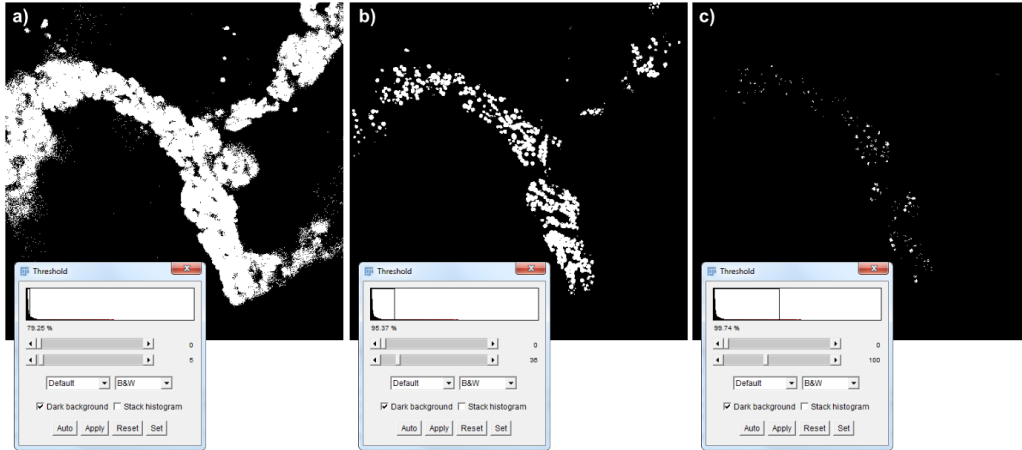 a)
b)
c)
Threshold
79.25 %
0
5
Default B&W
Dark background Stack histogram
Auto Apply Reset Set
Threshold
95.37 %
0
36
Default B&W
Dark background Stack histogram
Auto Apply Reset Set
Threshold
99.74 %
0
100
Default B&W
Dark background Stack histogram
Auto Apply Reset Set